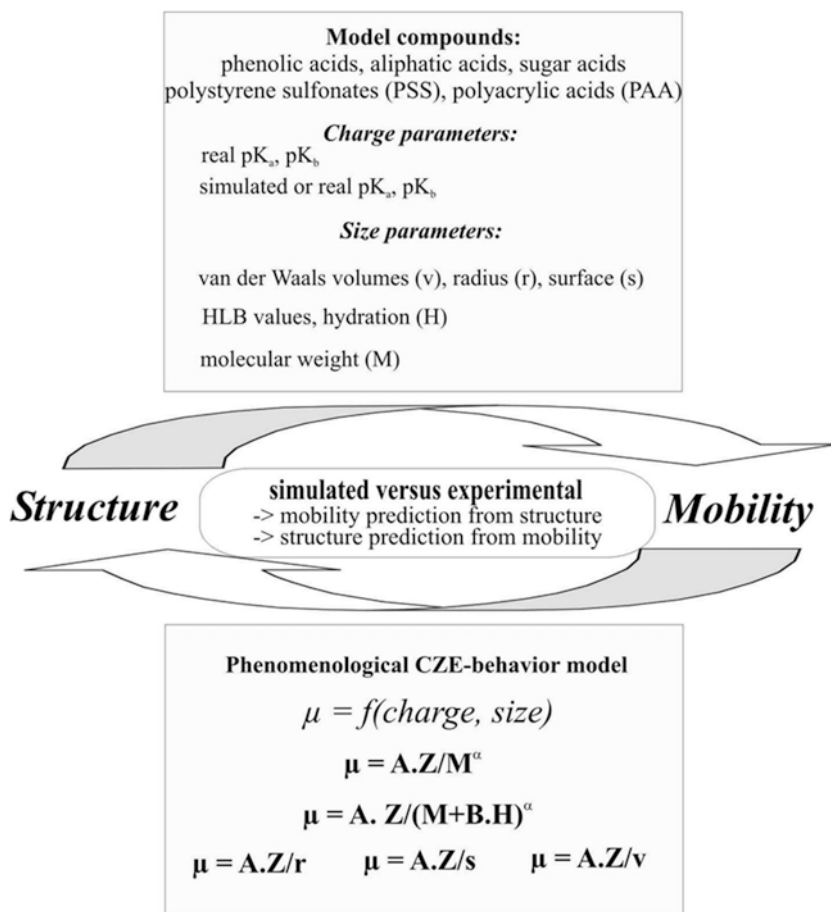 Model compounds:
phenolic acids, aliphatic acids, sugar acids
polystyrene sulfonates (PSS), polyacrylic acids (PAA)
Charge parameters:
real pKₐ, pK_b
simulated or real pKₐ, pK_b
Size parameters:
van der Waals volumes (v), radius (r), surface (s)
HLB values, hydration (H)
molecular weight (M)
Structure
simulated versus experimental
-> mobility prediction from structure
-> structure prediction from mobility
Mobility
Phenomenological CZE-behavior model
μ = f(charge, size)
μ = A.Z/M^α
μ = A. Z/(M+B.H)^α
μ = A.Z/r μ = A.Z/s μ = A.Z/v